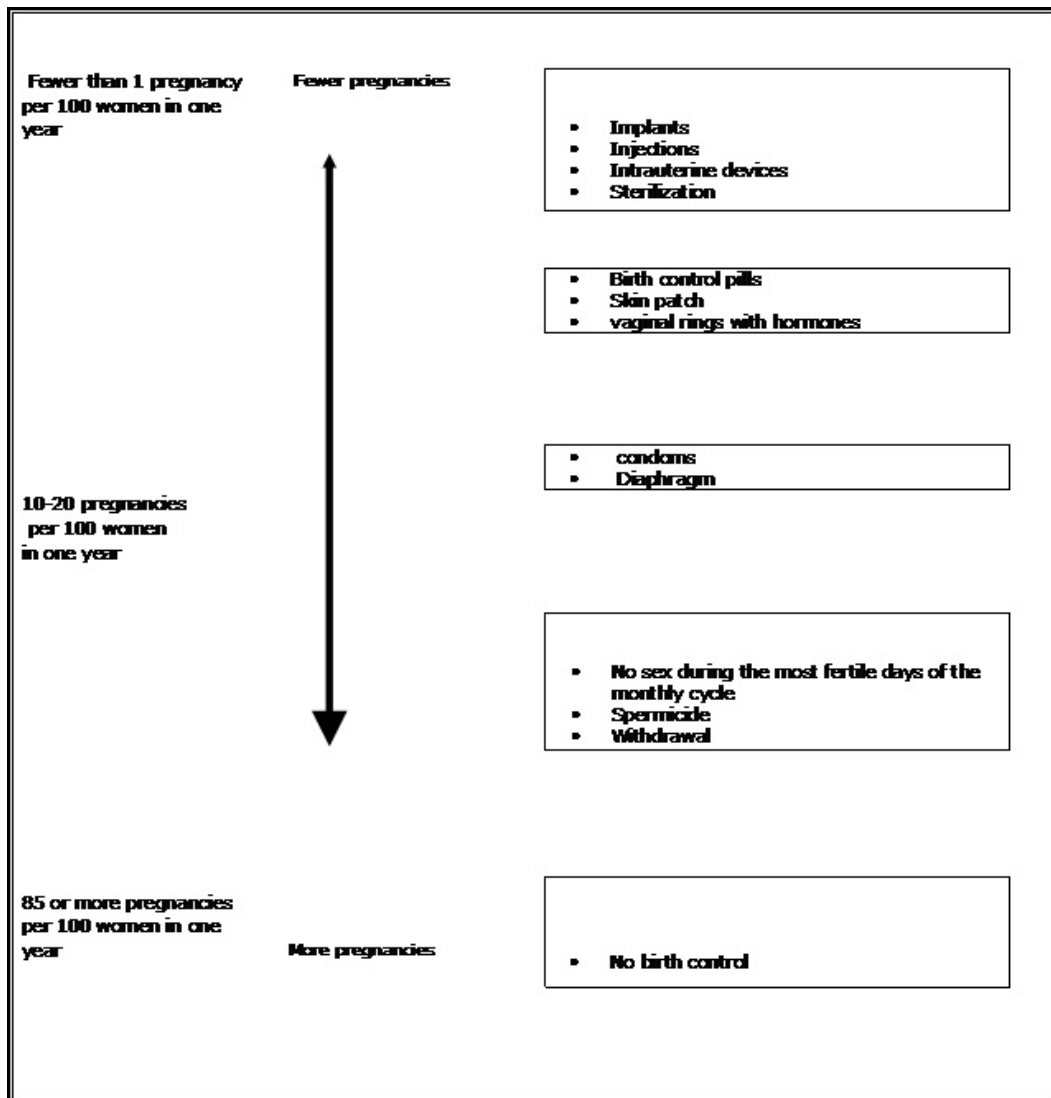 Fewer than 1 pregnancy
per 100 women in one
year
Fewer pregnancies
• Implants
• Injections
• Intrauterine devices
• Sterilization
• Birth control pills
• Skin patch
• vaginal rings with hormones
• condoms
• Diaphragm
10-20 pregnancies
per 100 women
in one year
• No sex during the most fertile days of the
monthly cycle
• Spermicide
• Withdrawal
85 or more pregnancies
per 100 women in one
year
More pregnancies
• No birth control